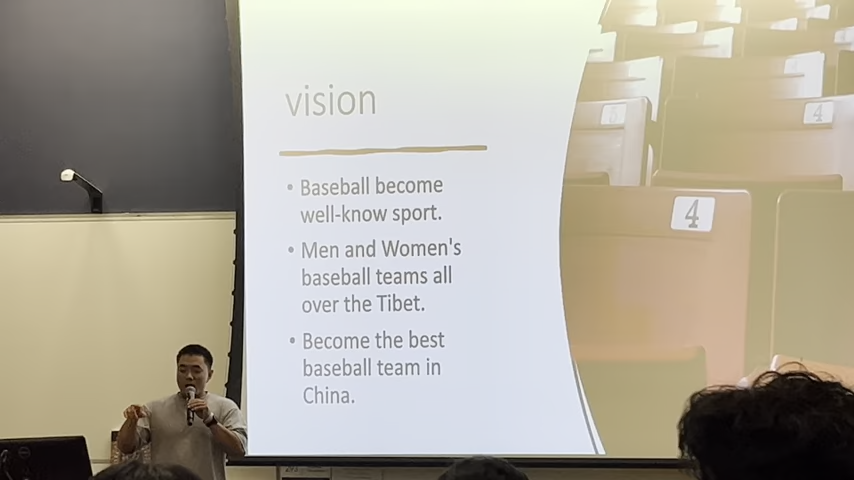 vision
• Baseball become
well-know sport.
• Men and Women's
baseball teams all
over the Tibet.
• Become the best
baseball team in
China.
4
4